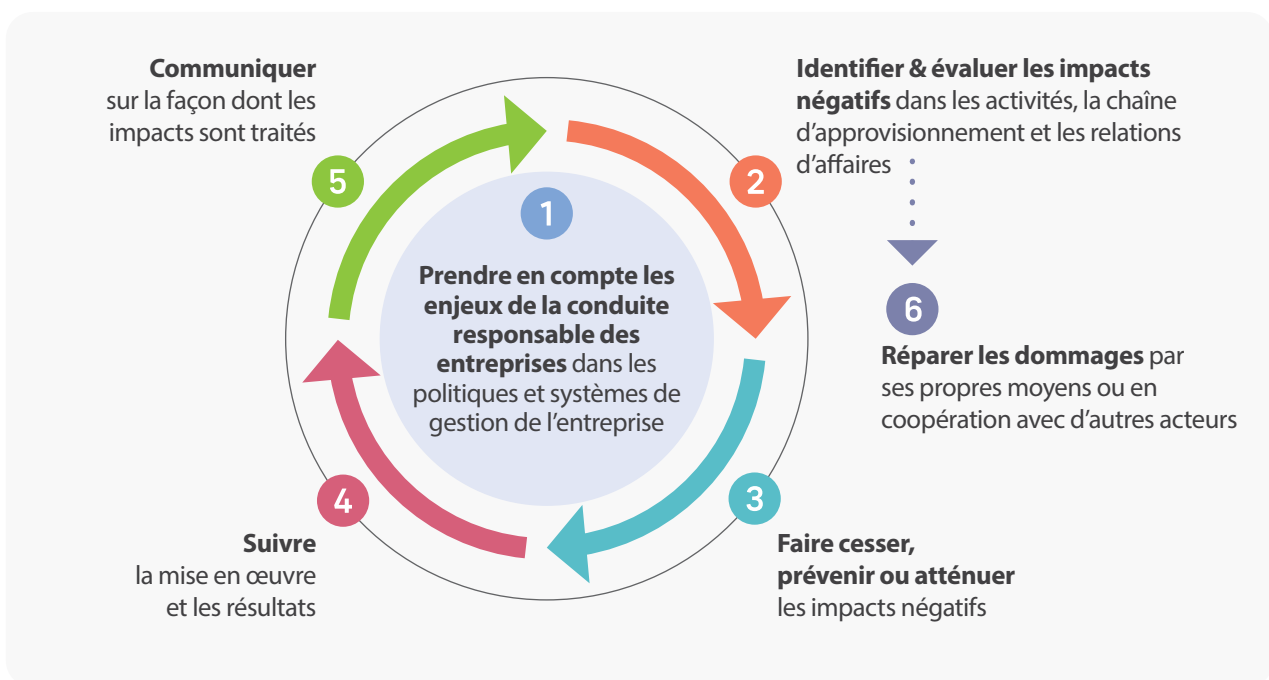 1
Prendre en compte les
enjeux de la conduite
responsable des
entreprises dans les
politiques et systèmes de
gestion de l’entreprise
2
Identifier & évaluer les impacts
négatifs dans les activités, la chaîne
d’approvisionnement et les relations
d’affaires
3
Faire cesser,
prévenir ou atténuer
les impacts négatifs
4
Suivre
la mise en œuvre
et les résultats
5
Communiquer
sur la façon dont les
impacts sont traités
6
Réparer les dommages par
ses propres moyens ou en
coopération avec d’autres acteurs